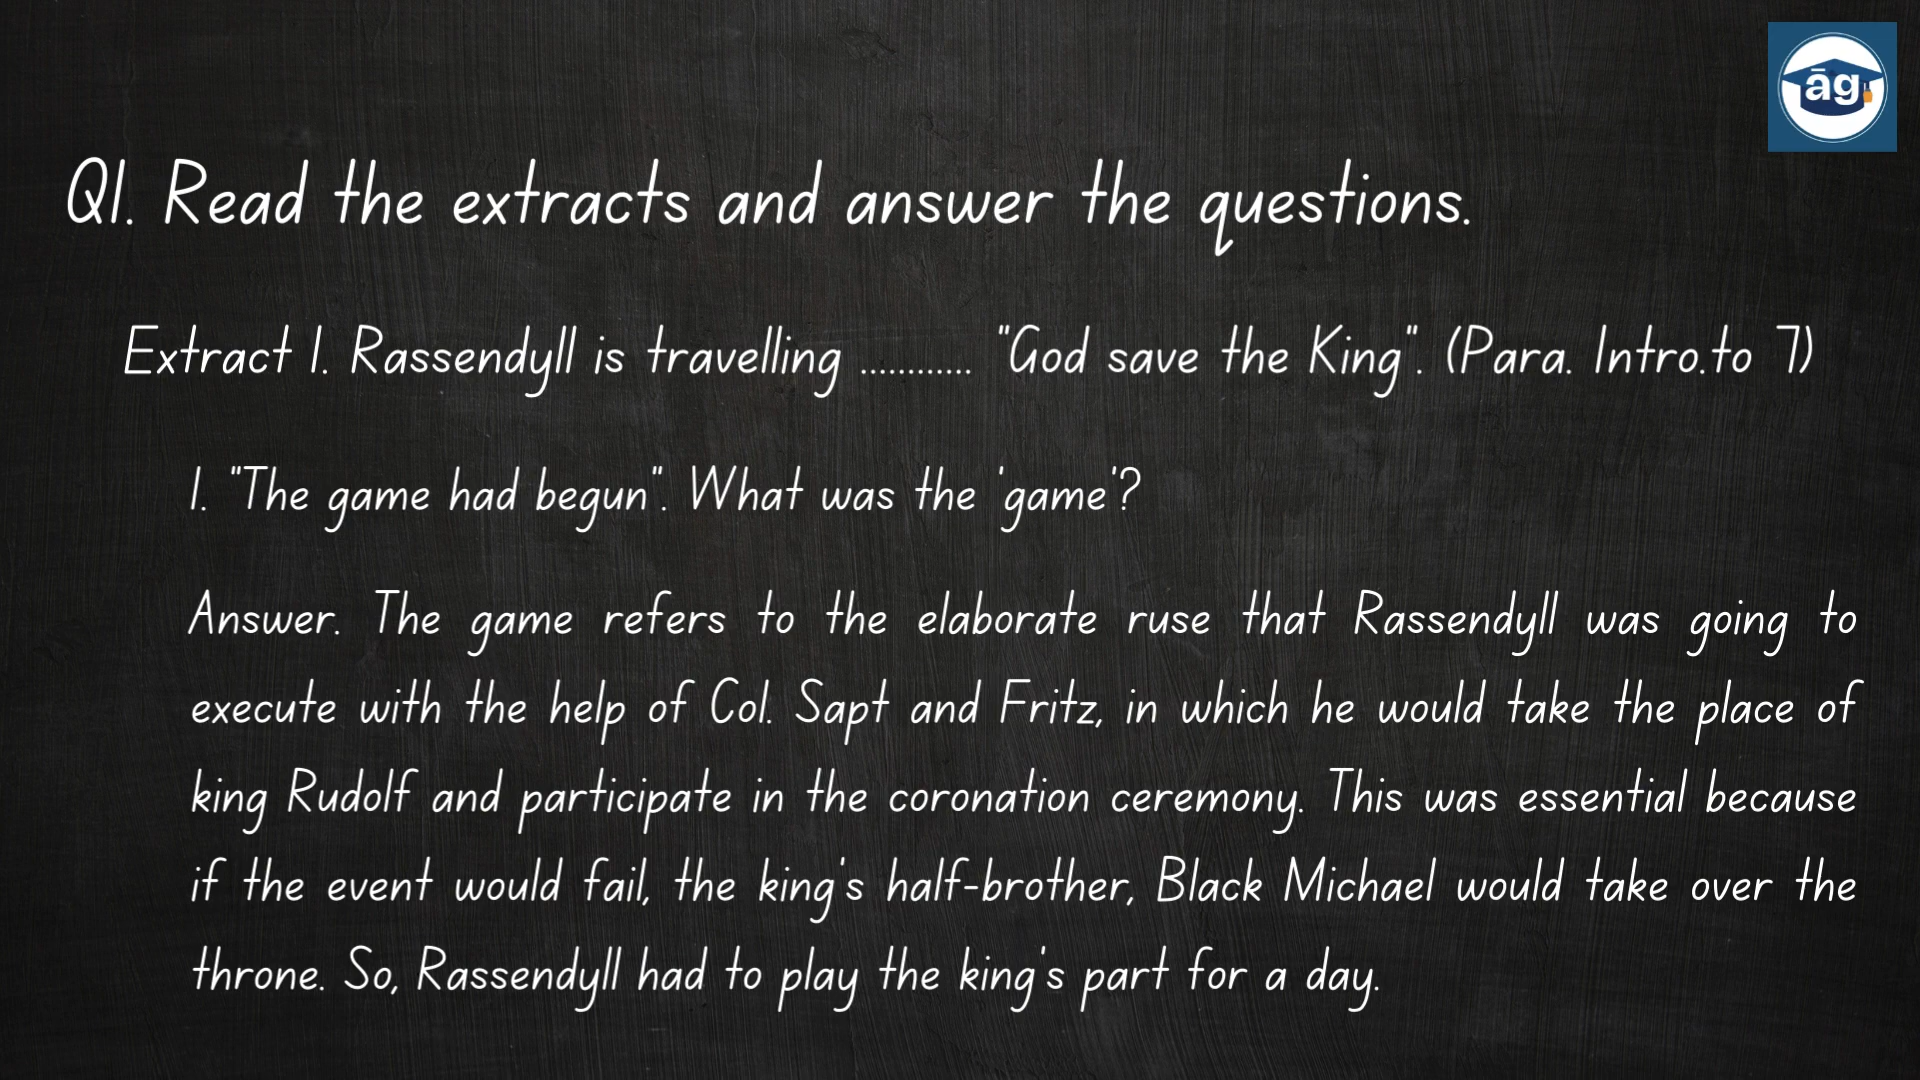 āg
Q1. Read the extracts and answer the questions.
Extract 1. Rassendyll is travelling ............ "God save the King". (Para. Intro.to 7)
1. "The game had begun". What was the 'game'?
Answer. The game refers to the elaborate ruse that Rassendyll was going to
execute with the help of Col. Sapt and Fritz, in which he would take the place of
king Rudolf and participate in the coronation ceremony. This was essential because
if the event would fail, the king's half-brother, Black Michael would take over the
throne. So, Rassendyll had to play the king's part for a day.